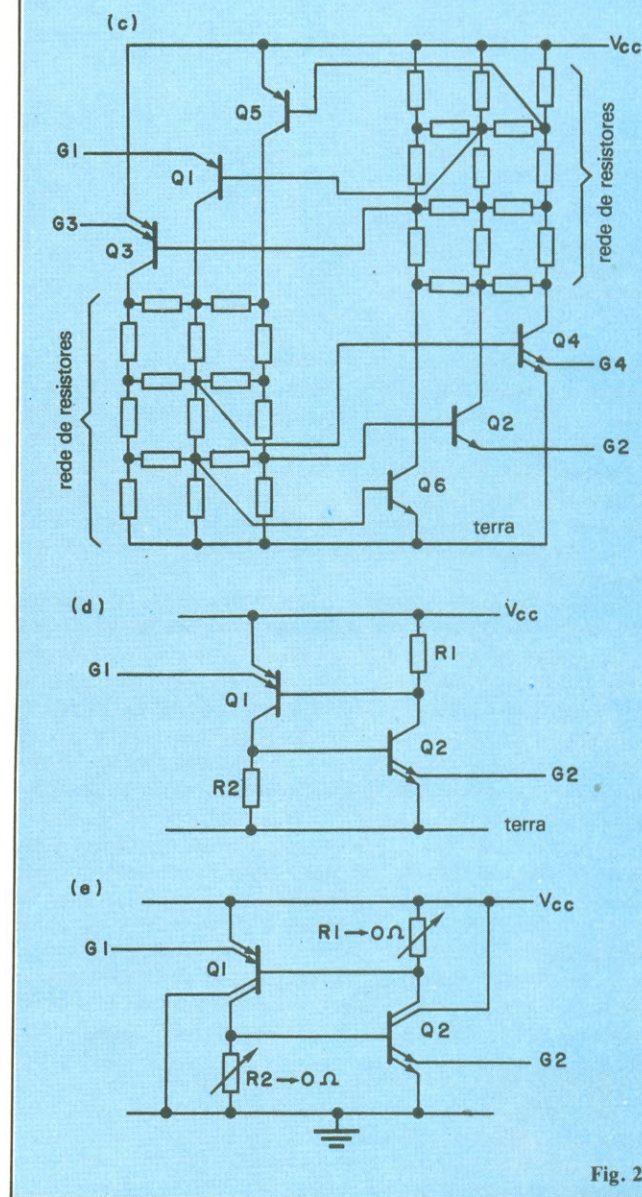 (c)
Vcc
Q5
G1
Q1
G3
Q3
rede de resistores
rede de resistores
Q4
G4
Q2
G2
Q6
terra
(d)
Vcc
R1
G1
Q1
Q2
R2
G2
terra
(e)
Vcc
R1→0Ω
G1
Q1
Q2
G2
R2→0Ω
Fig. 2